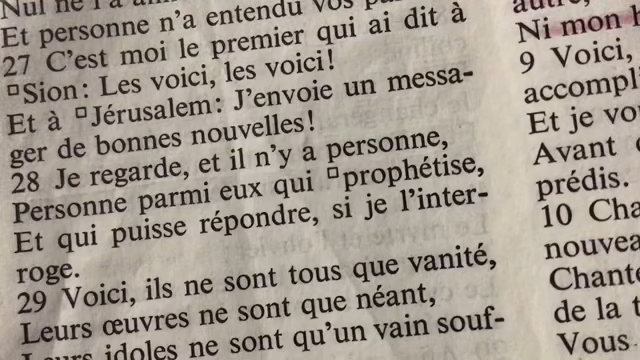 Et personne n'a entendu vos
27 C'est moi le premier qui ai dit à
▫Sion: Les voici, les voici!
Et à ▫Jérusalem: J'envoie un messa-
ger de bonnes nouvelles!
28 Je regarde, et il n'y a personne,
Personne parmi eux qui ▫prophétise,
Et qui puisse répondre, si je l'inter-
roge.
29 Voici, ils ne sont tous que vanité,
Leurs œuvres ne sont que néant,
idoles ne sont qu'un vain souf-
Ni mon
9 Voici,
accompl
Et je vo
Avant
prédis.
10 Cha
nouvea
Chante
de la t
Vous